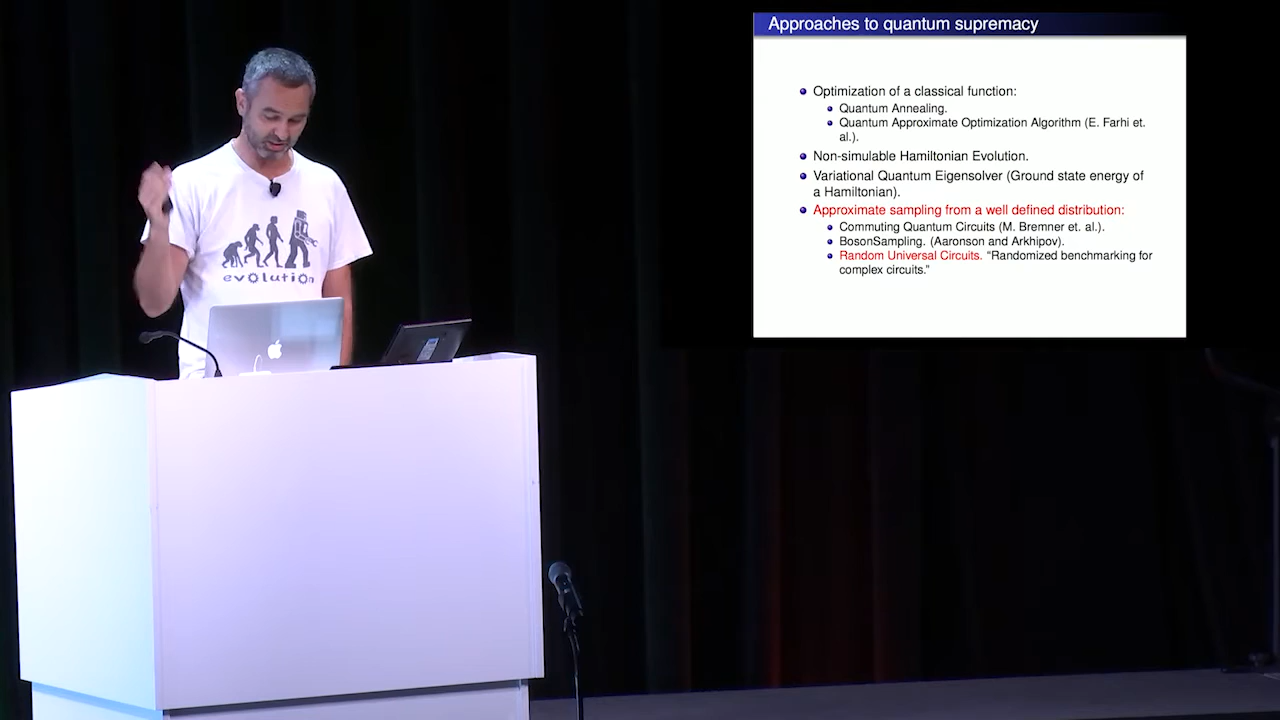 Approaches to quantum supremacy
Optimization of a classical function:
Quantum Annealing.
Quantum Approximate Optimization Algorithm (E. Farhi et.
al.).
Non-simulable Hamiltonian Evolution.
Variational Quantum Eigensolver (Ground state energy of
a Hamiltonian).
Approximate sampling from a well defined distribution:
Commuting Quantum Circuits (M. Bremner et. al.).
BosonSampling. (Aaronson and Arkhipov).
Random Universal Circuits. “Randomized benchmarking for
complex circuits.”
evolution